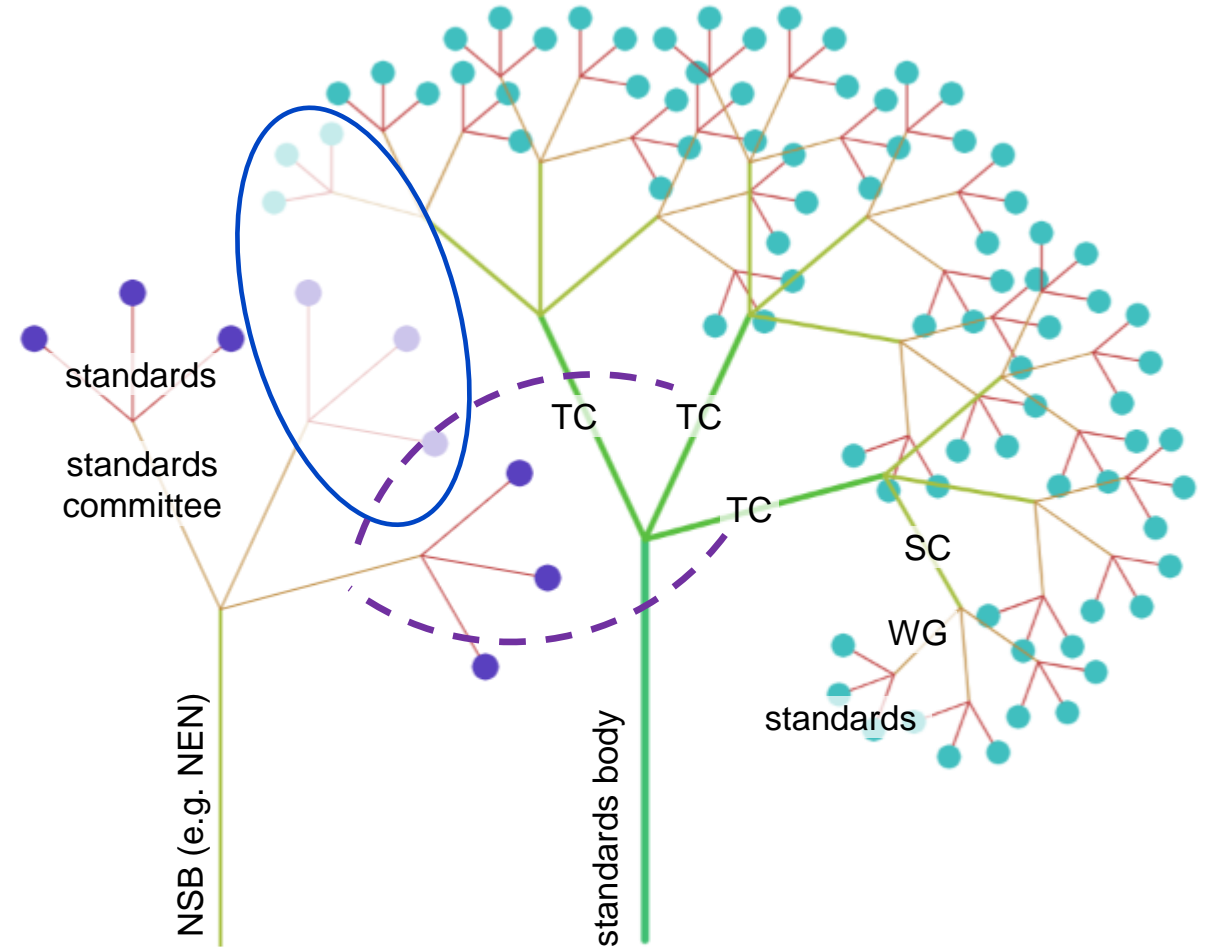 standards
standards
committee
NSB (e.g. NEN)
TC
TC
TC
SC
WG
standards
standards body